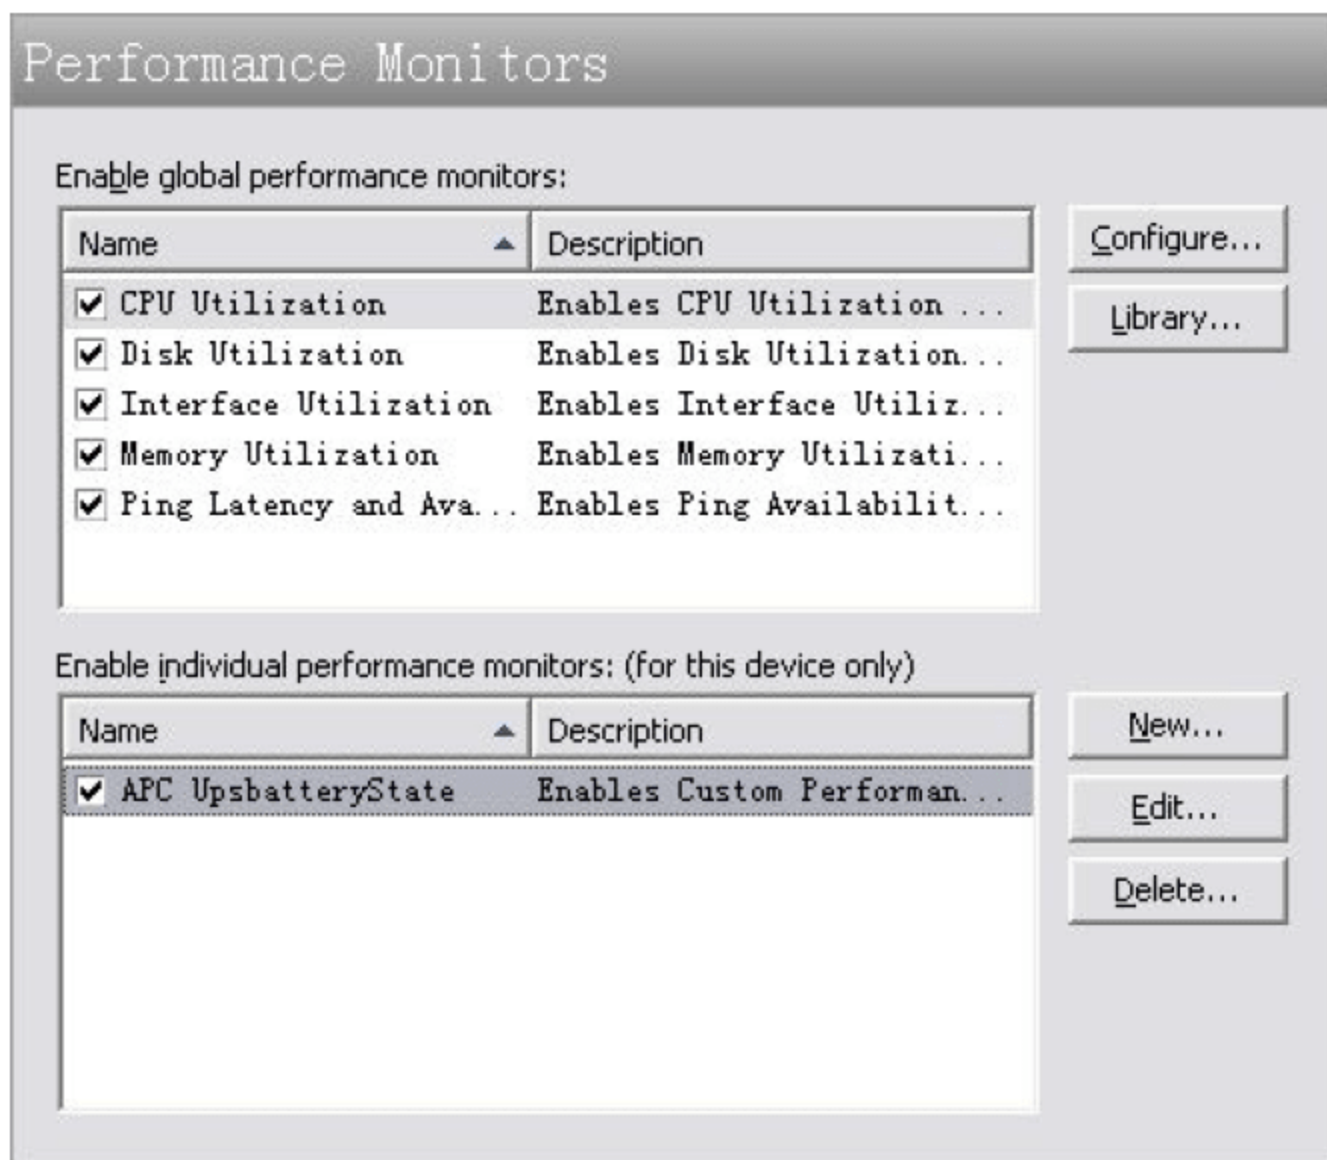 Performance Monitors
Enable global performance monitors:
Name Description
Configure...
CPU Utilization Enables CPU Utilization ...
Library...
Disk Utilization Enables Disk Utilization...
Interface Utilization Enables Interface Utiliz...
Memory Utilization Enables Memory Utilizati...
Ping Latency and Ava... Enables Ping Availabilit...
Enable individual performance monitors: (for this device only)
Name Description
New...
APC UpsbatteryState Enables Custom Performan...
Edit...
Delete...